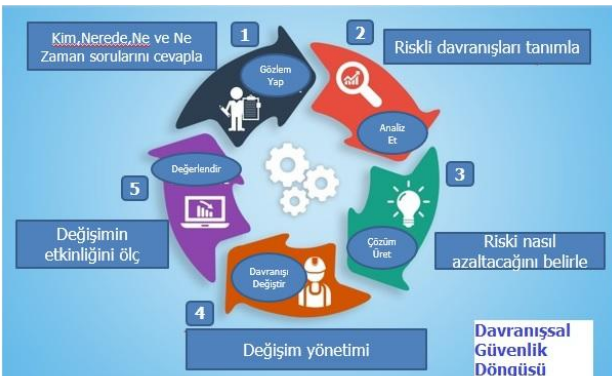 Kim,Nerede,Ne ve Ne
Zaman sorularını cevapla
1
Gözlem
Yap
2
Riskli davranışları tanımla
Analiz
Et
3
Çözüm
Üret
Riski nasıl
azaltacağını belirle
4
Davranışı
Değiştir
Değişim yönetimi
5
Değerlendir
Değişimin
etkinliğini ölç
Davranışsal
Güvenlik
Döngüsü